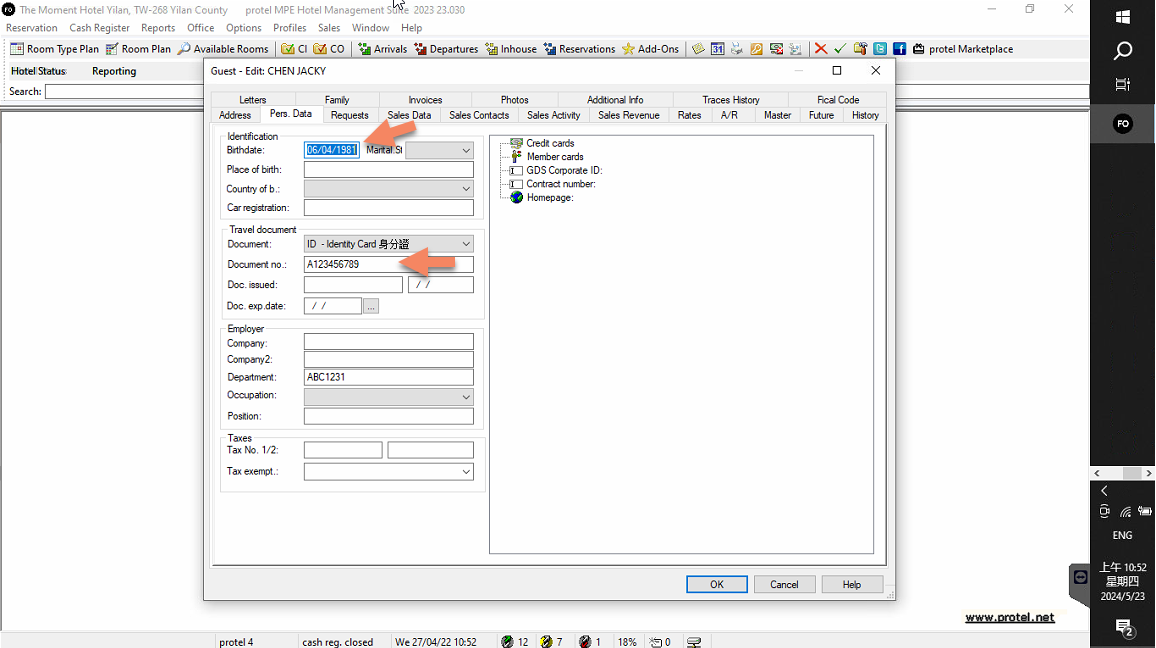 The Moment Hotel Yilan, TW-268 Yilan County protel MPE Hotel Management Suite 2023 23.030
Reservation Cash Register Reports Office Options Profiles Sales Window Help
Room Type Plan Room Plan Available Rooms CI CO Arrivals Departures Inhouse Reservations Add-Ons 31 protel Marketplace
Hotel Status Reporting
Search:
Guest - Edit: CHEN JACKY
Letters Family Invoices Photos Additional Info Traces History Fical Code
Address Pers. Data Requests Sales Data Sales Contacts Sales Activity Sales Revenue Rates A/R Master Future History
Identification
Birthdate: 06/04/1981 Marital St
Place of birth:
Country of b.:
Car registration:
Travel document
Document: ID - Identity Card 身分證
Document no.: A123456789
Doc. issued: / /
Doc. exp.date: / / ...
Employer
Company:
Company2:
Department: ABC1231
Occupation:
Position:
Taxes
Tax No. 1/2:
Tax exempt.:
Credit cards
Member cards
GDS Corporate ID:
Contract number:
Homepage:
OK Cancel Help
www.protel.net
protel 4 cash reg. closed We 27/04/22 10:52 12 7 1 18% 0
FO
ENG
上午 10:52
星期四
2024/5/23
2